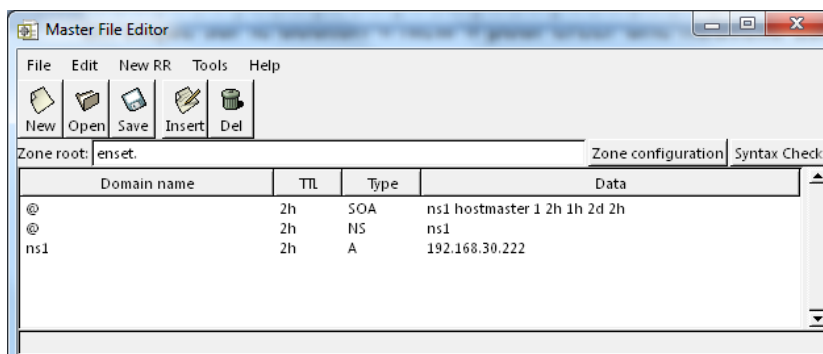 Master File Editor
File Edit New RR Tools Help
New Open Save Insert Del
Zone root: enset. Zone configuration Syntax Check
Domain name TTL Type Data
@ 2h SOA ns1 hostmaster 1 2h 1h 2d 2h
@ 2h NS ns1
ns1 2h A 192.168.30.222